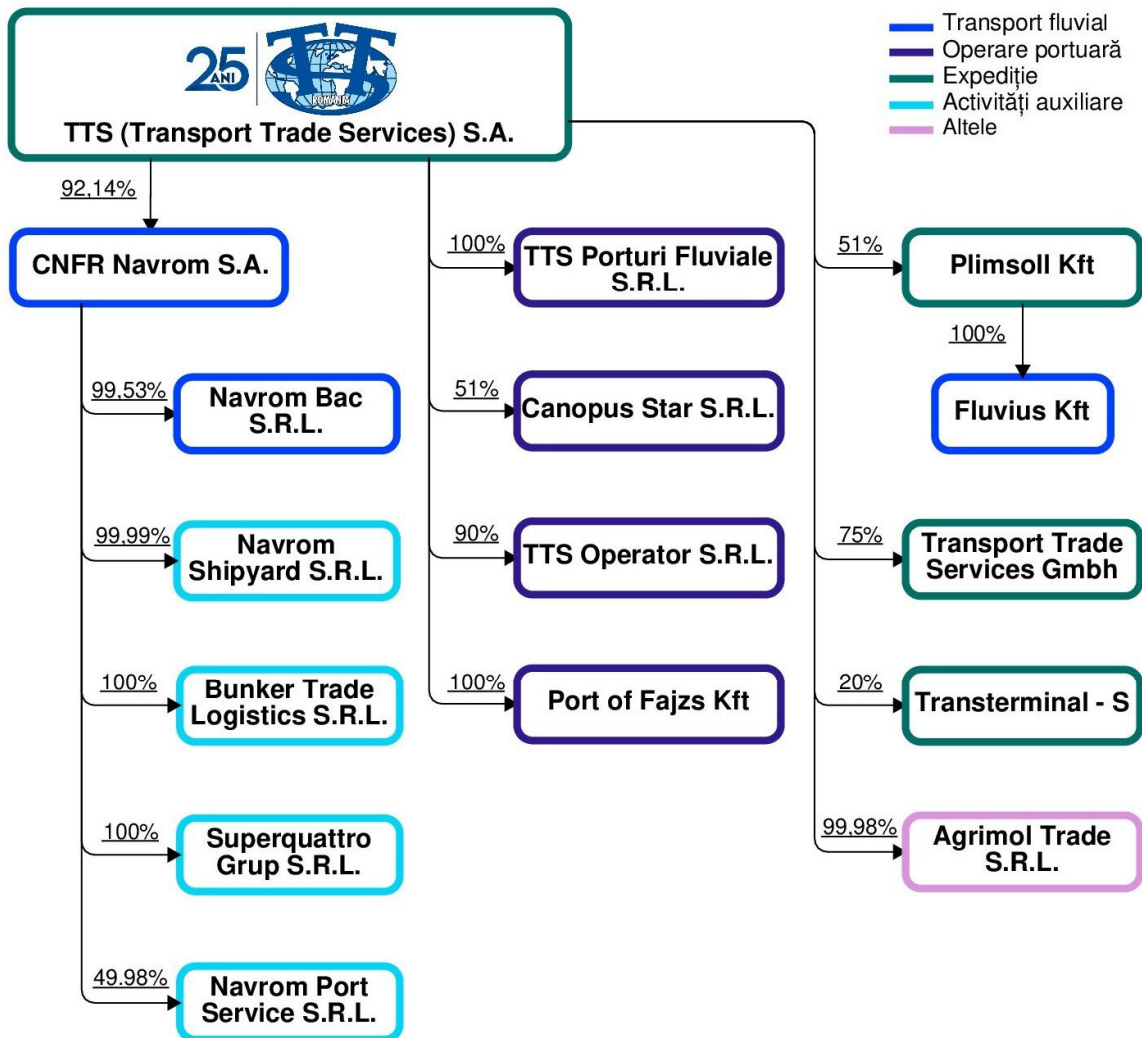 25
ANI
TTS
ROMÂNIA
TTS (Transport Trade Services) S.A.
Transport fluvial
Operare portuară
Expediție
Activități auxiliare
Altele
92,14%
CNFR Navrom S.A.
99,53%
Navrom Bac
S.R.L.
99,99%
Navrom
Shipyard S.R.L.
100%
Bunker Trade
Logistics S.R.L.
100%
Superquattro
Grup S.R.L.
49.98%
Navrom Port
Service S.R.L.
100%
TTS Porturi Fluviale
S.R.L.
51%
Canopus Star S.R.L.
90%
TTS Operator S.R.L.
100%
Port of Fajzs Kft
51%
Plimsoll Kft
100%
Fluvius Kft
75%
Transport Trade
Services Gmbh
20%
Transterminal - S
99,98%
Agrimol Trade
S.R.L.